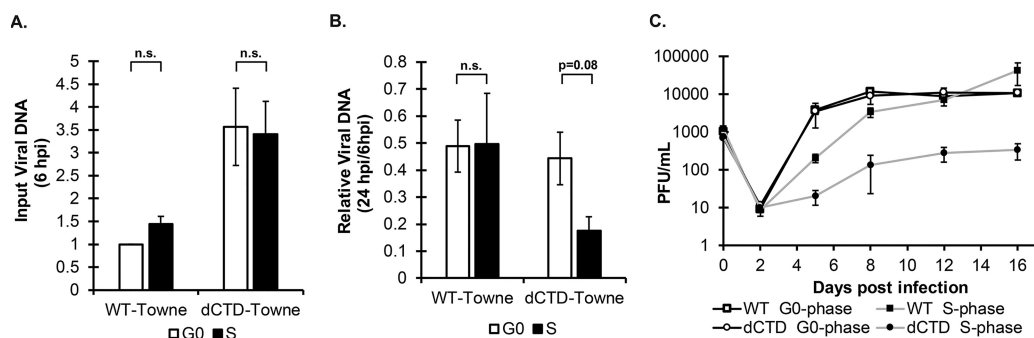 A.
Input Viral DNA
(6 hpi)
5
4.5
4
3.5
3
2.5
2
1.5
1
0.5
0
n.s.
n.s.
WT-Towne
dCTD-Towne
G0
S
B.
Relative Viral DNA
(24 hpi/6hpi)
0.8
0.7
0.6
0.5
0.4
0.3
0.2
0.1
0
n.s.
p=0.08
WT-Towne
dCTD-Towne
G0
S
C.
PFU/mL
100000
10000
1000
100
10
1
0
2
4
6
8
10
12
14
16
Days post infection
WT G0-phase
WT S-phase
dCTD G0-phase
dCTD S-phase